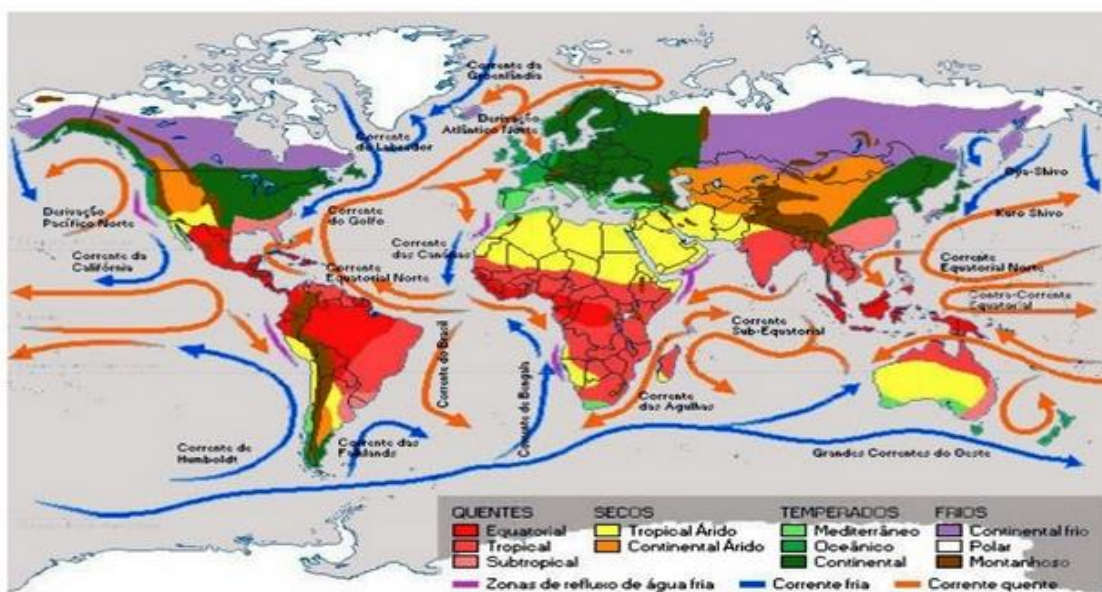 Corrente da
Groenlândia
Derivação
Atlântico Norte
Corrente
do Labrador
Oya-Shivo
Derivação
Pacífico Norte
Corrente
do Golfo
Kuro Shivo
Corrente da
Califórnia
Corrente
das Canárias
Corrente
Equatorial Norte
Corrente
Equatorial Norte
Contra-Corrente
Equatorial
Corrente
Sub-Equatorial
Corrente do Brasil
Corrente de Bengala
Corrente
das Agulhas
Corrente de
Humboldt
Corrente das
Falklands
Grandes Correntes do Oeste
QUENTES
Equatorial
Tropical
Subtropical
SECOS
Tropical Árido
Continental Árido
TEMPERADOS
Mediterrâneo
Oceânico
Continental
FRIOS
Continental frio
Polar
Montanhoso
Zonas de refluxo de água fria
Corrente fria
Corrente quente